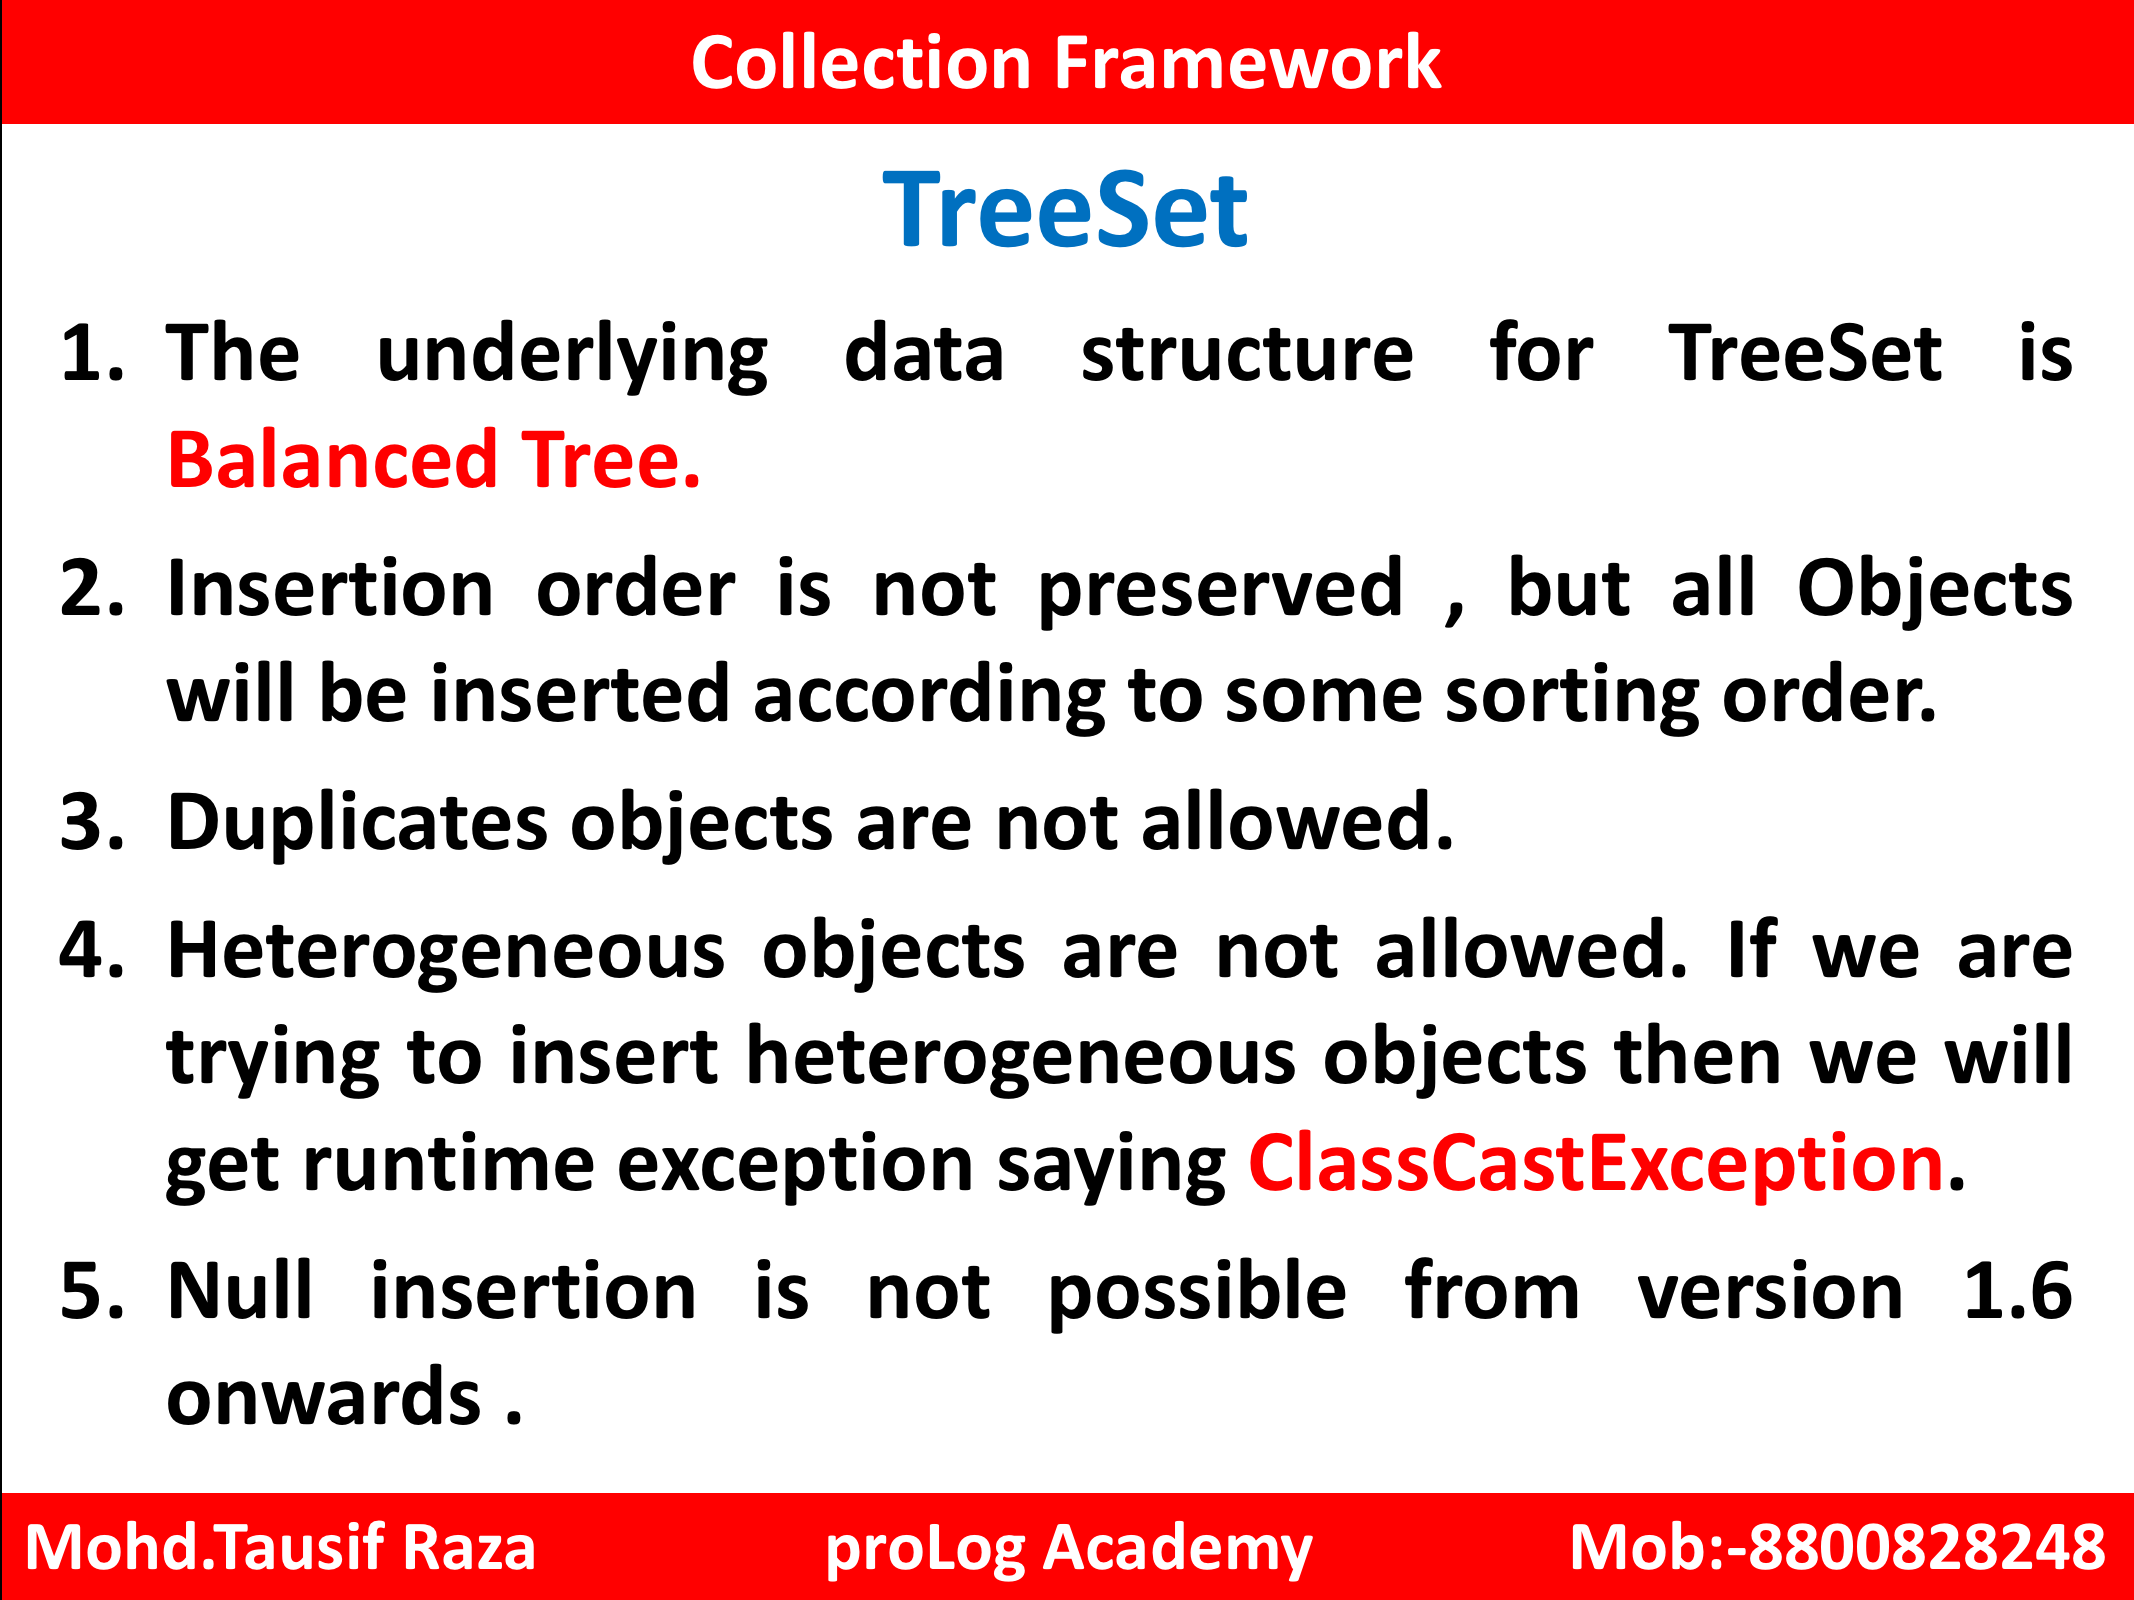 Collection Framework
TreeSet
1. The underlying data structure for TreeSet is
Balanced Tree.
2. Insertion order is not preserved , but all Objects
will be inserted according to some sorting order.
3. Duplicates objects are not allowed.
4. Heterogeneous objects are not allowed. If we are
trying to insert heterogeneous objects then we will
get runtime exception saying ClassCastException.
5. Null insertion is not possible from version 1.6
onwards .
Mohd.Tausif Raza proLog Academy Mob:-8800828248